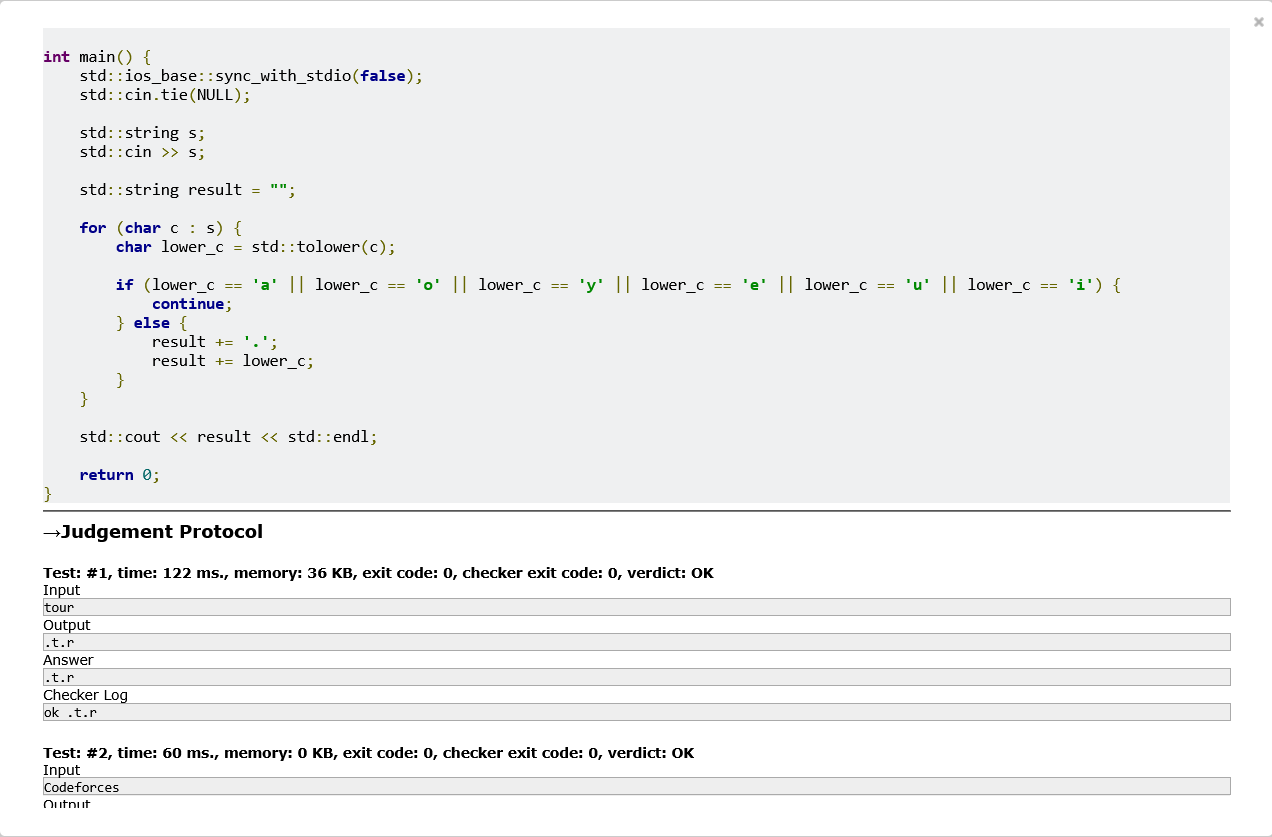 ×
int main() {
    std::ios_base::sync_with_stdio(false);
    std::cin.tie(NULL);
    std::string s;
    std::cin >> s;
    std::string result = "";
    for (char c : s) {
        char lower_c = std::tolower(c);
        if (lower_c == 'a' || lower_c == 'o' || lower_c == 'y' || lower_c == 'e' || lower_c == 'u' || lower_c == 'i') {
            continue;
        } else {
            result += '.';
            result += lower_c;
        }
    }
    std::cout << result << std::endl;
    return 0;
}
→Judgement Protocol
Test: #1, time: 122 ms., memory: 36 KB, exit code: 0, checker exit code: 0, verdict: OK
Input
tour
Output
.t.r
Answer
.t.r
Checker Log
ok .t.r
Test: #2, time: 60 ms., memory: 0 KB, exit code: 0, checker exit code: 0, verdict: OK
Input
Codeforces
Output